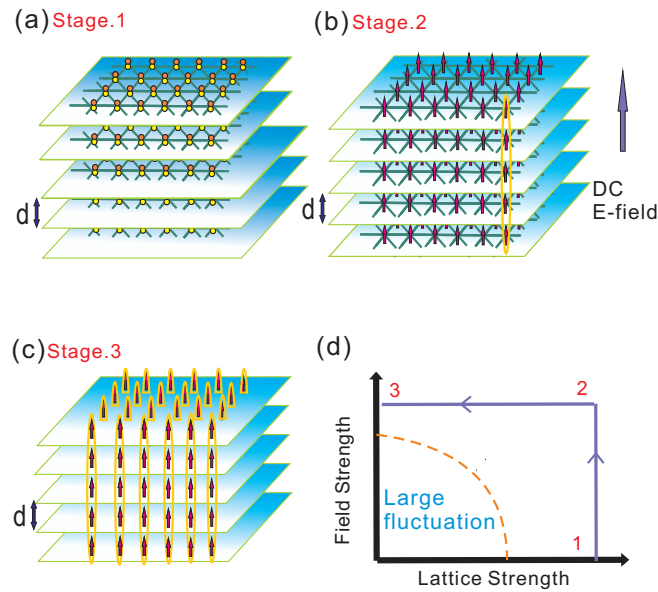 (a) Stage.1
(b) Stage.2
d
d
DC
E-field
(c) Stage.3
(d)
d
3
2
1
Large
fluctuation
Field Strength
Lattice Strength